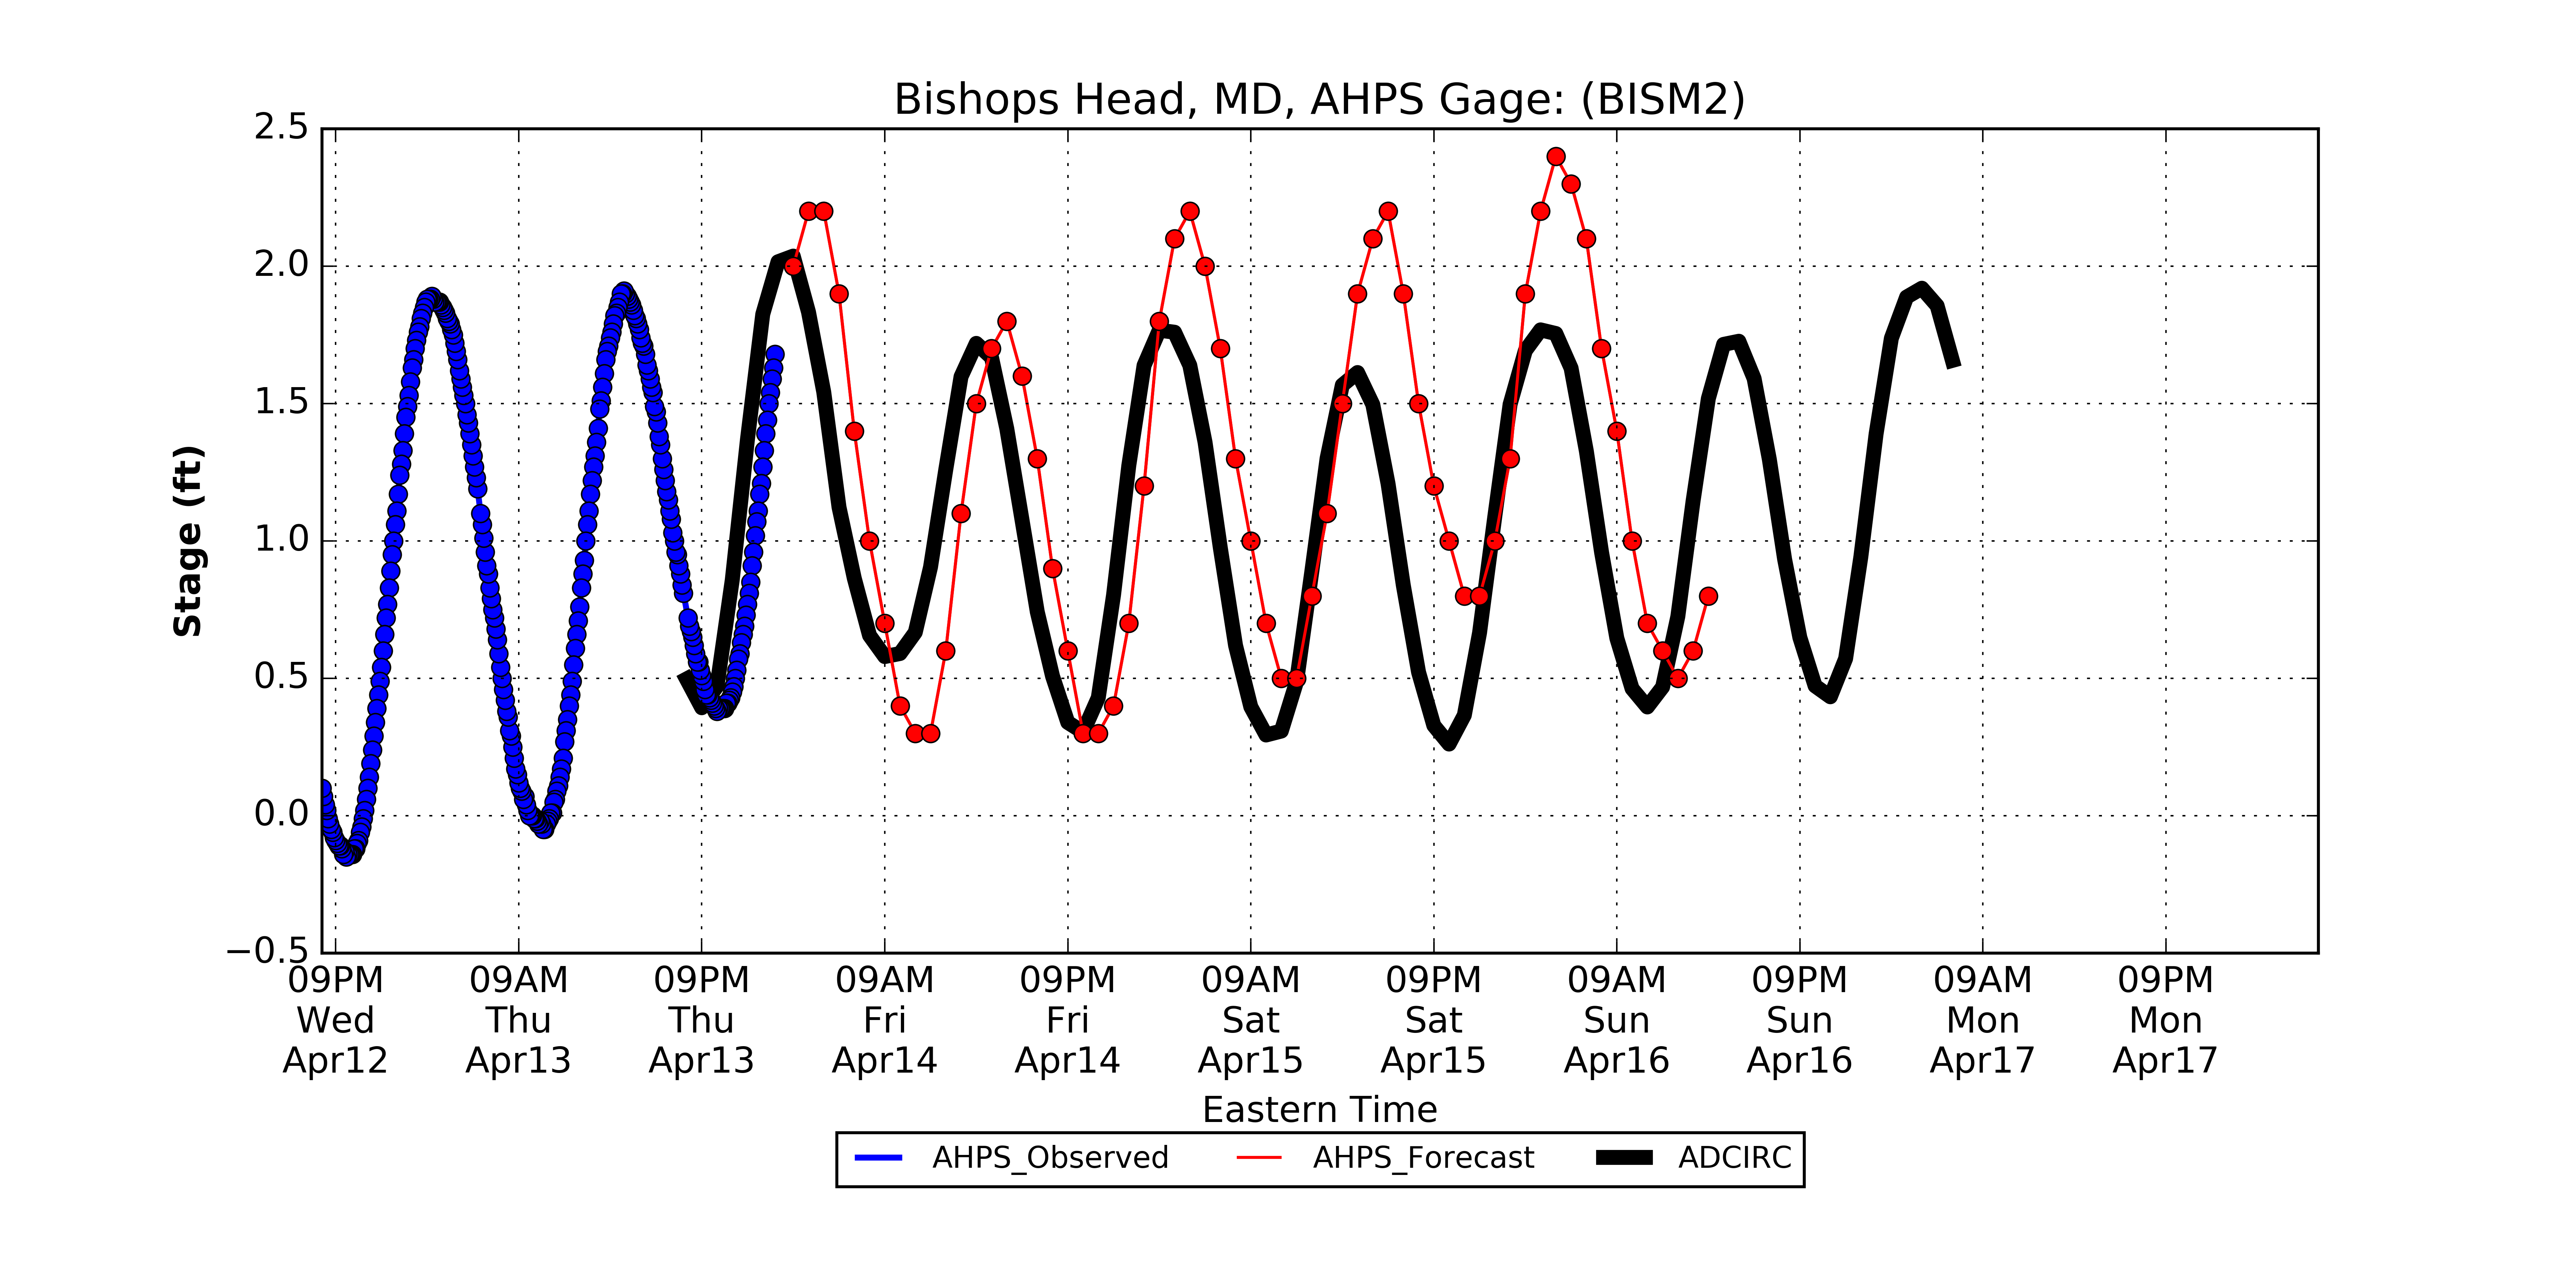 Bishops Head, MD, AHPS Gage: (BISM2)
Stage (ft)
2.5
2.0
1.5
1.0
0.5
0.0
−0.5
09PM 09AM 09PM 09AM 09PM 09AM 09PM 09AM 09PM 09AM 09PM
Wed Thu Thu Fri Fri Sat Sat Sun Sun Mon Mon
Apr12 Apr13 Apr13 Apr14 Apr14 Apr15 Apr15 Apr16 Apr16 Apr17 Apr17
Eastern Time
AHPS_Observed AHPS_Forecast ADCIRC